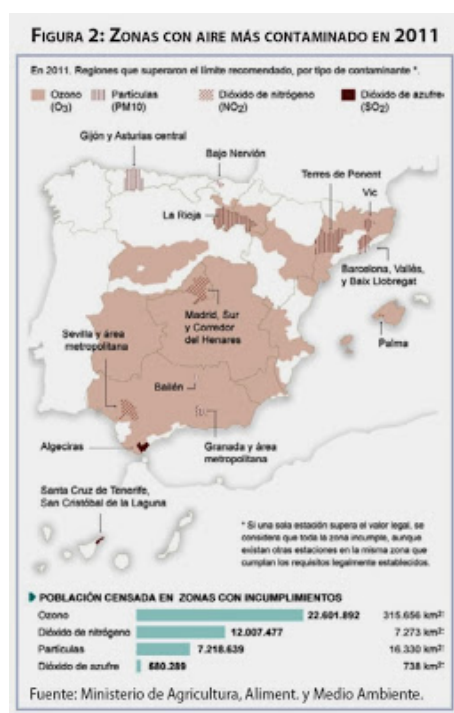 FIGURA 2: ZONAS CON AIRE MÁS CONTAMINADO EN 2011
En 2011. Regiones que superaron el límite recomendado, por tipo de contaminante *.
Ozono (O3)
Partículas (PM10)
Dióxido de nitrógeno (NO2)
Dióxido de azufre (SO2)
Gijón y Asturias central
Bajo Nervión
Terres de Ponent
Vic
La Rioja
Barcelona, Vallès,
y Baix Llobregat
Madrid, Sur
y Corredor
del Henares
Palma
Sevilla y área
metropolitana
Bailén
Algeciras
Granada y área
metropolitana
Santa Cruz de Tenerife,
San Cristóbal de la Laguna
* Si una sola estación supera el valor legal, se
considera que toda la zona incumple, aunque
existan otras estaciones en la misma zona que
cumplan los requisitos legalmente establecidos.
POBLACIÓN CENSADA EN ZONAS CON INCUMPLIMIENTOS
Ozono 22.601.892 315.656 km²
Dióxido de nitrógeno 12.007.477 7.273 km²
Partículas 7.218.639 16.330 km²
Dióxido de azufre 680.289 738 km²
Fuente: Ministerio de Agricultura, Aliment. y Medio Ambiente.